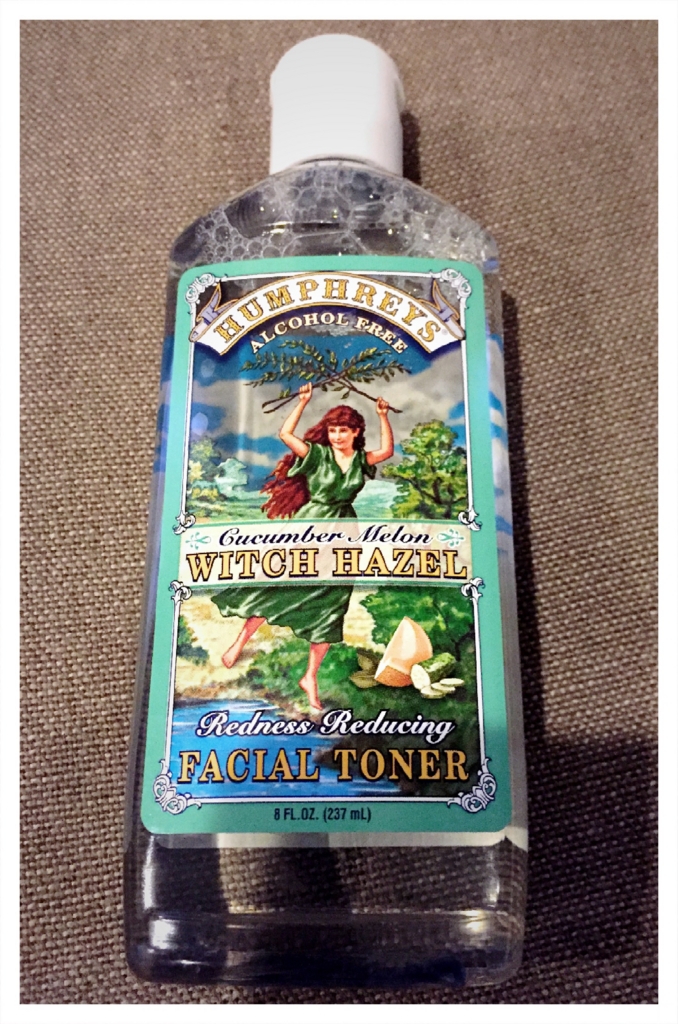 HUMPHREYS
ALCOHOL FREE
Cucumber Melon
WITCH HAZEL
Redness Reducing
FACIAL TONER
8 FL.OZ. (237 mL)